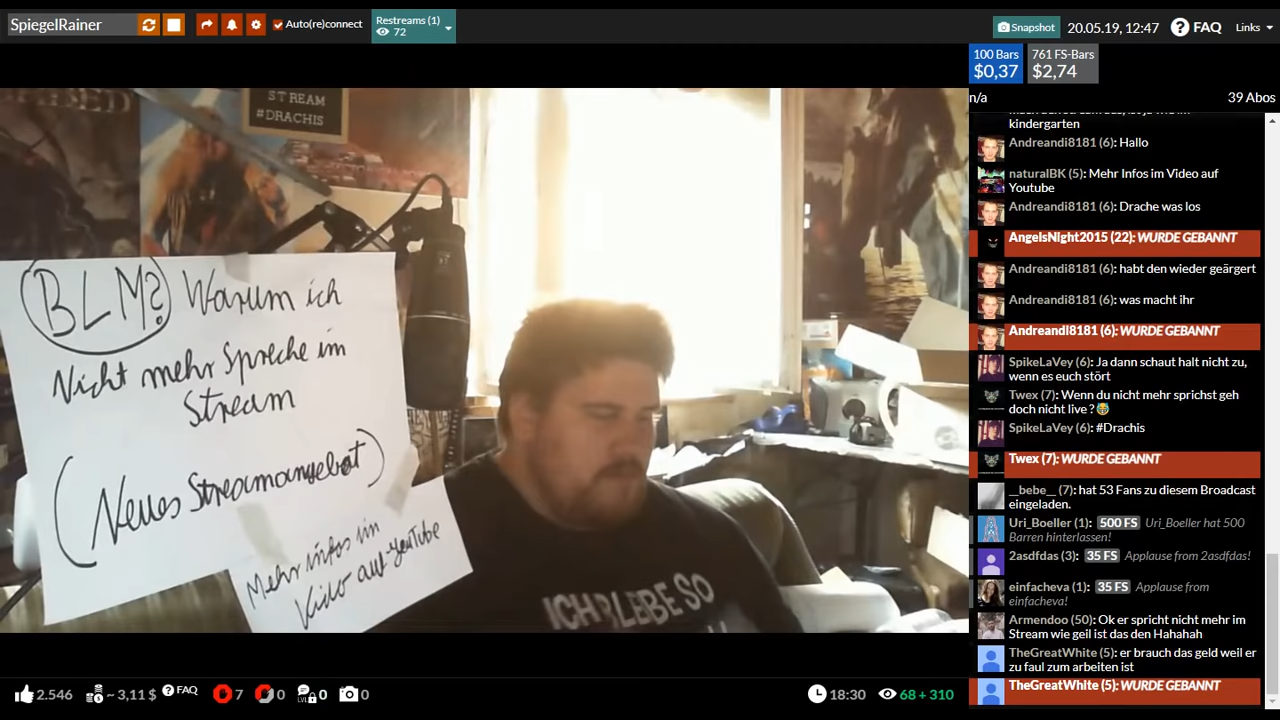 SpiegelRainer
Auto(re)connect
Restreams (1)
72
Snapshot
20.05.19, 12:47
FAQ
Links
100 Bars
$0,37
761 FS-Bars
$2,74
n/a
39 Abos
STREAM
#DRACHIS
BLM? Warum ich
Nicht mehr Spreche im
Stream
(Neues Streamangebot)
Mehr infos im
Video auf YouTube
ICH BLEIBE SO
kindergarten
Andreandi8181 (6): Hallo
naturalBK (5): Mehr Infos im Video auf
Youtube
Andreandi8181 (6): Drache was los
AngelsNight2015 (22): WURDE GEBANNT
Andreandi8181 (6): habt den wieder geärgert
Andreandi8181 (6): was macht ihr
Andreandi8181 (6): WURDE GEBANNT
SpikeLaVey (6): Ja dann schaut halt nicht zu,
wenn es euch stört
Twex (7): Wenn du nicht mehr sprichst geh
doch nicht live ?
SpikeLaVey (6): #Drachis
Twex (7): WURDE GEBANNT
__bebe__ (7): hat 53 Fans zu diesem Broadcast
eingeladen.
Uri_Boeller (1): 500 FS Uri_Boeller hat 500
Barren hinterlassen!
2asdfdas (3): 35 FS Applause from 2asdfdas!
einfacheva (1): 35 FS Applause from
einfacheva!
Armendoo (50): Ok er spricht nicht mehr im
Stream wie geil ist das den Hahahah
TheGreatWhite (5): er brauch das geld weil er
zu faul zum arbeiten ist
TheGreatWhite (5): WURDE GEBANNT
2.546
~ 3,11 $
FAQ
7
0
LVL
0
0
18:30
68 + 310